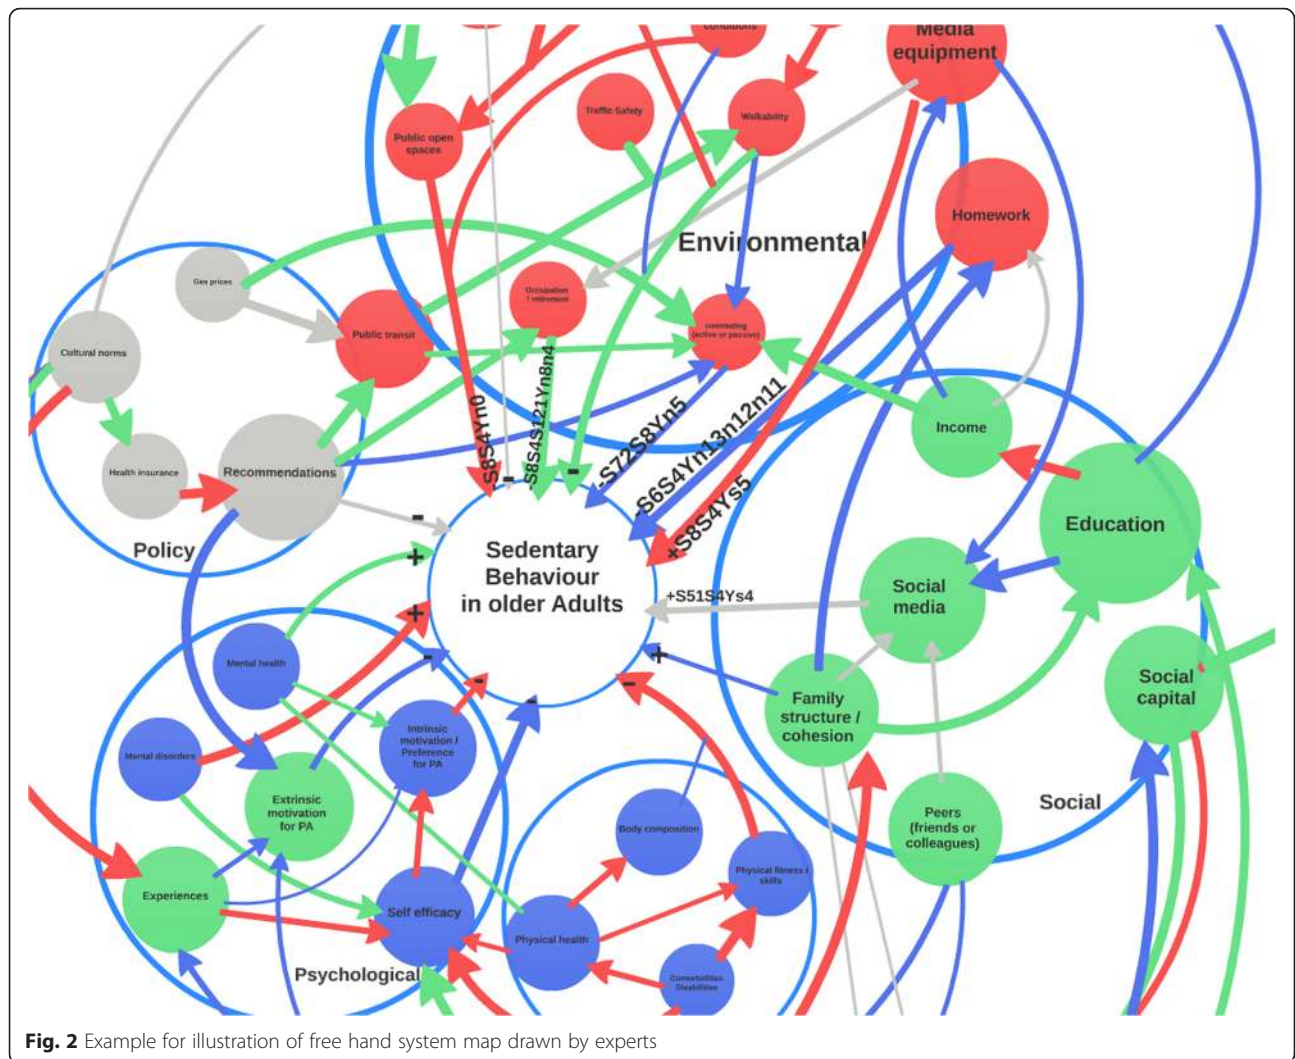 conditions
Media
equipment
Traffic Safety
Walkability
Public open
spaces
Homework
Environmental
Gas prices
Occupation
/ retirement
Public transit
commuting
(active or passive)
Cultural norms
Income
-S8S4Yn0
-
-S8S4S121Yn8n4
-
-S72S8Yn5
-S6S4Yn13n12n11
+S8S4Ys5
Health insurance
Recommendations
Policy
-
+
+
Education
Sedentary
Behaviour
in older Adults
Social
media
+S51S4Ys4
Mental health
-
-
-
-
+
Family
structure /
cohesion
Social
capital
Mental disorders
Intrinsic
motivation /
Preference
for PA
Extrinsic
motivation
for PA
Social
Peers
(friends or
colleagues)
Body composition
Physical fitness /
skills
Experiences
Self efficacy
Physical health
Psychological
Comorbidities
Disabilities
Fig. 2 Example for illustration of free hand system map drawn by experts